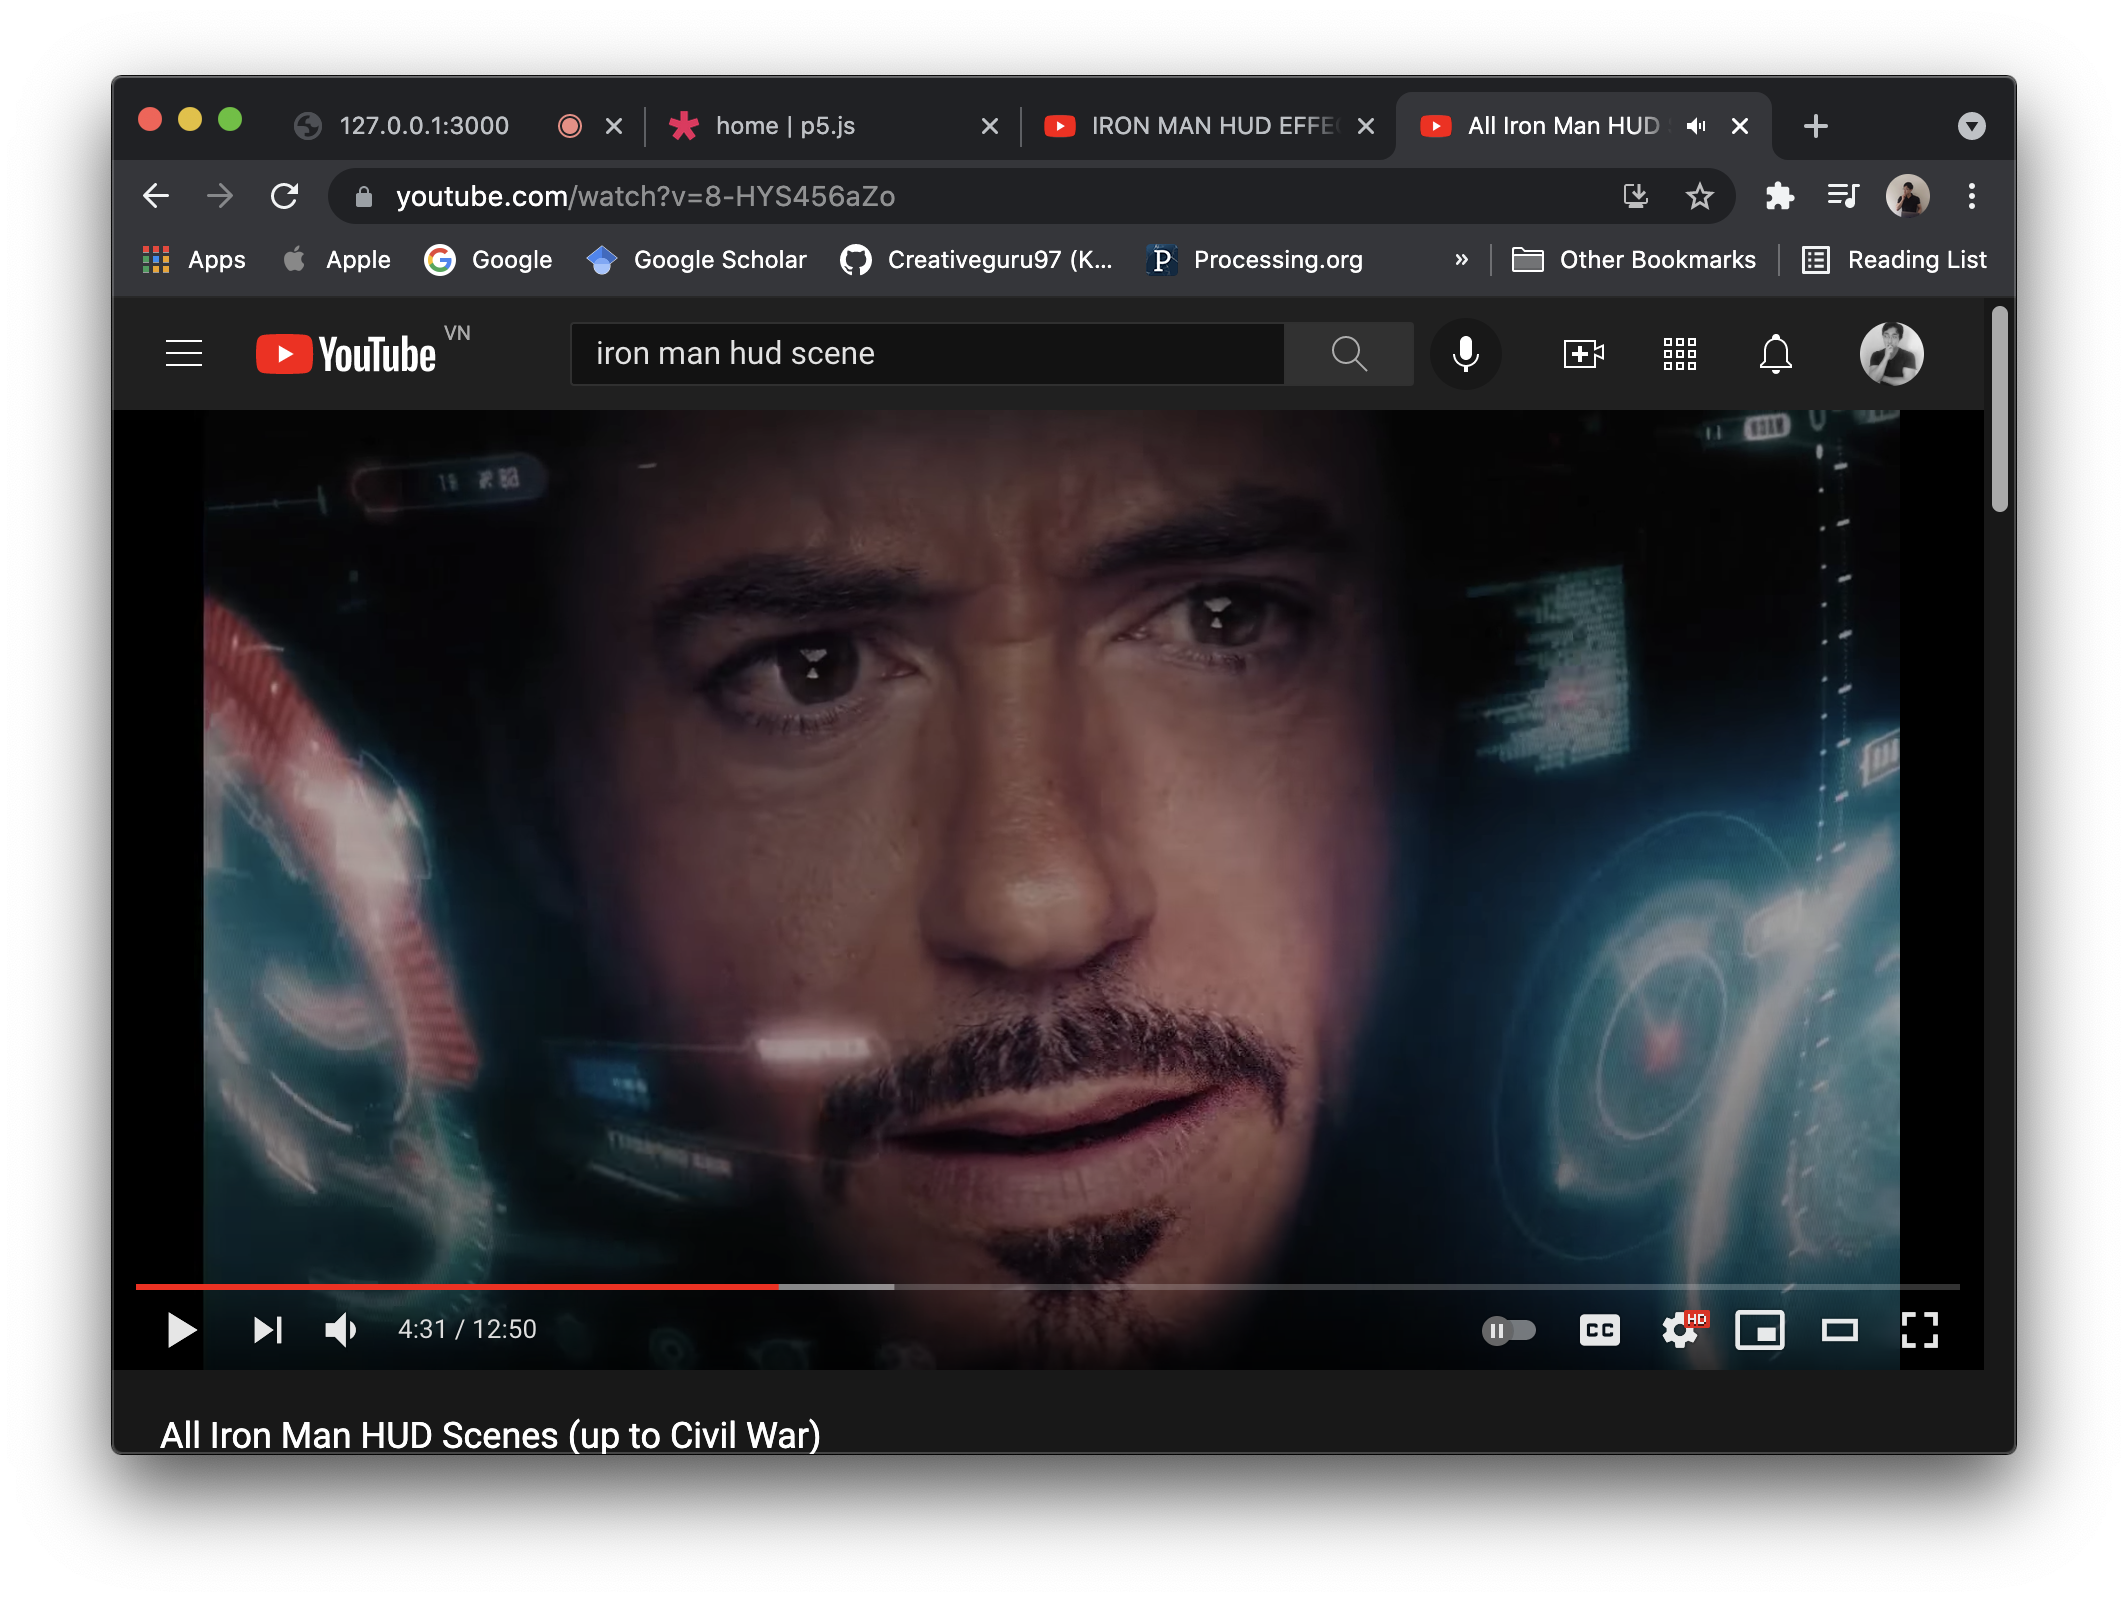 127.0.0.1:3000
home | p5.js
IRON MAN HUD EFFE
All Iron Man HUD
youtube.com/watch?v=8-HYS456aZo
Apps
Apple
Google
Google Scholar
Creativeguru97 (K...
P
Processing.org
»
Other Bookmarks
Reading List
YouTube VN
iron man hud scene
4:31 / 12:50
CC
HD
All Iron Man HUD Scenes (up to Civil War)